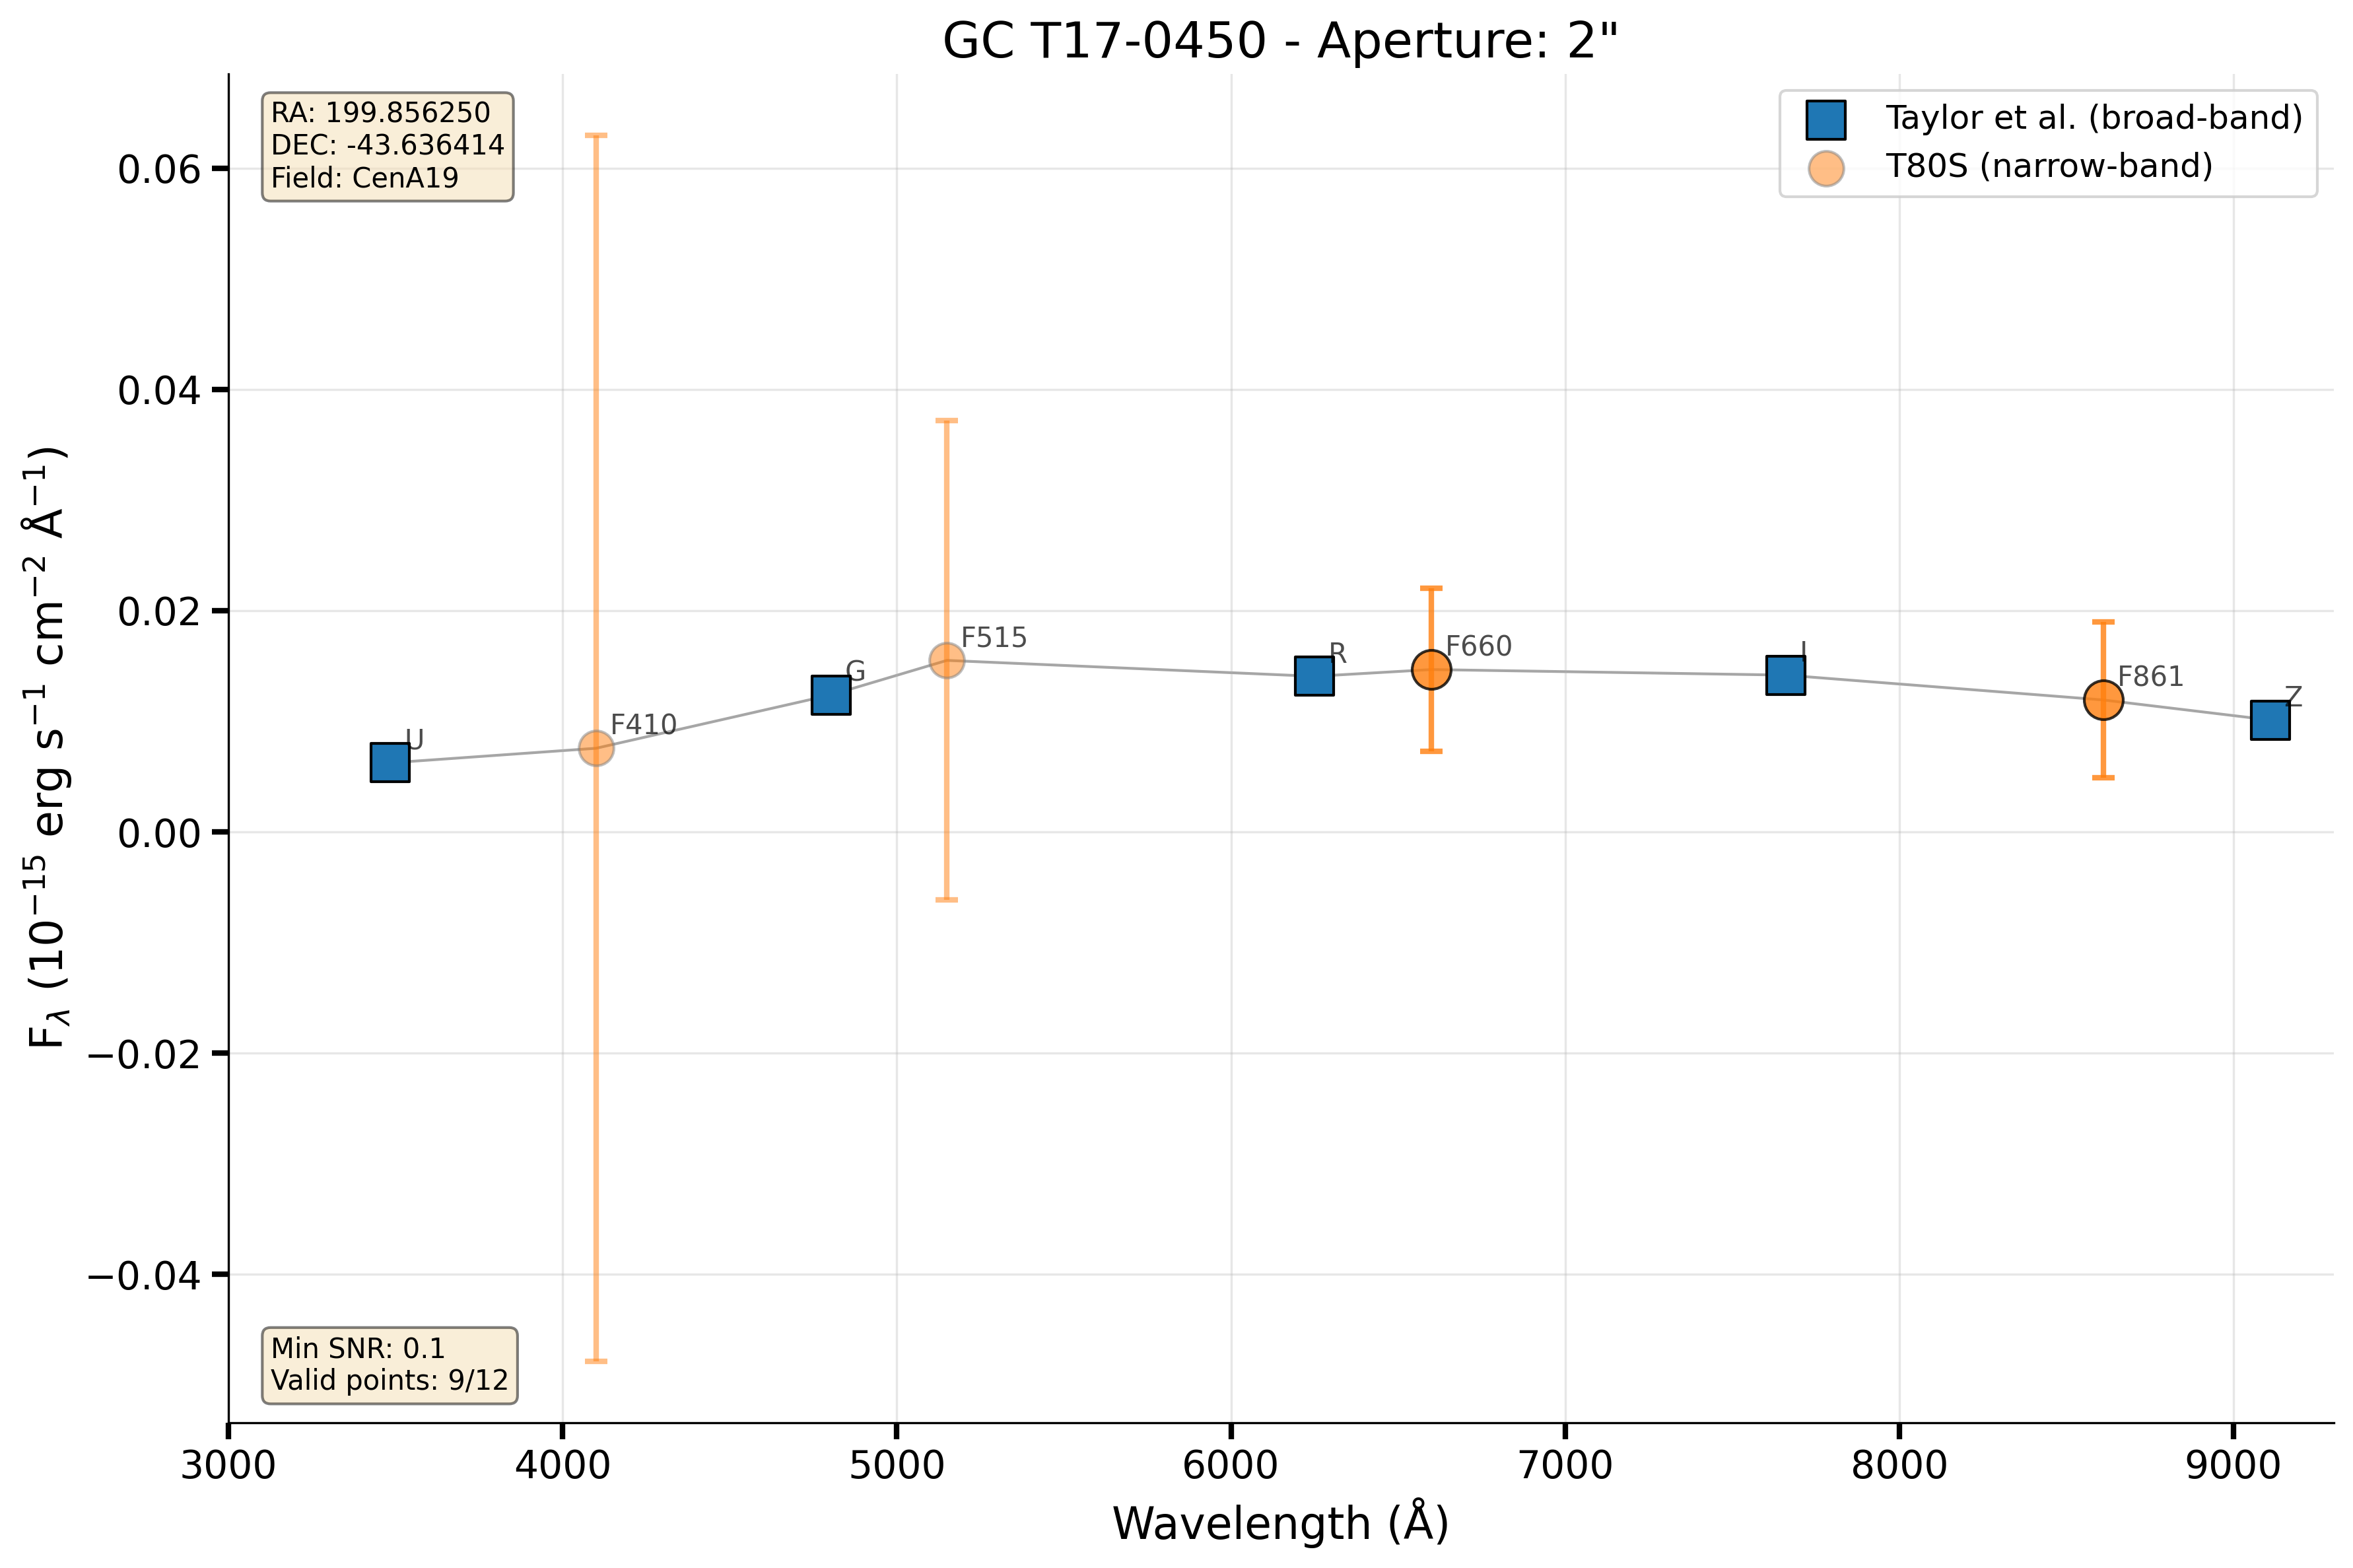 GC T17-0450 - Aperture: 2"
RA: 199.856250
DEC: -43.636414
Field: CenA19
Taylor et al. (broad-band)
T80S (narrow-band)
0.06
0.04
0.02
0.00
−0.02
−0.04
F_λ (10⁻¹⁵ erg s⁻¹ cm⁻² Å⁻¹)
U
F410
G
F515
R
F660
I
F861
Z
Min SNR: 0.1
Valid points: 9/12
3000 4000 5000 6000 7000 8000 9000
Wavelength (Å)